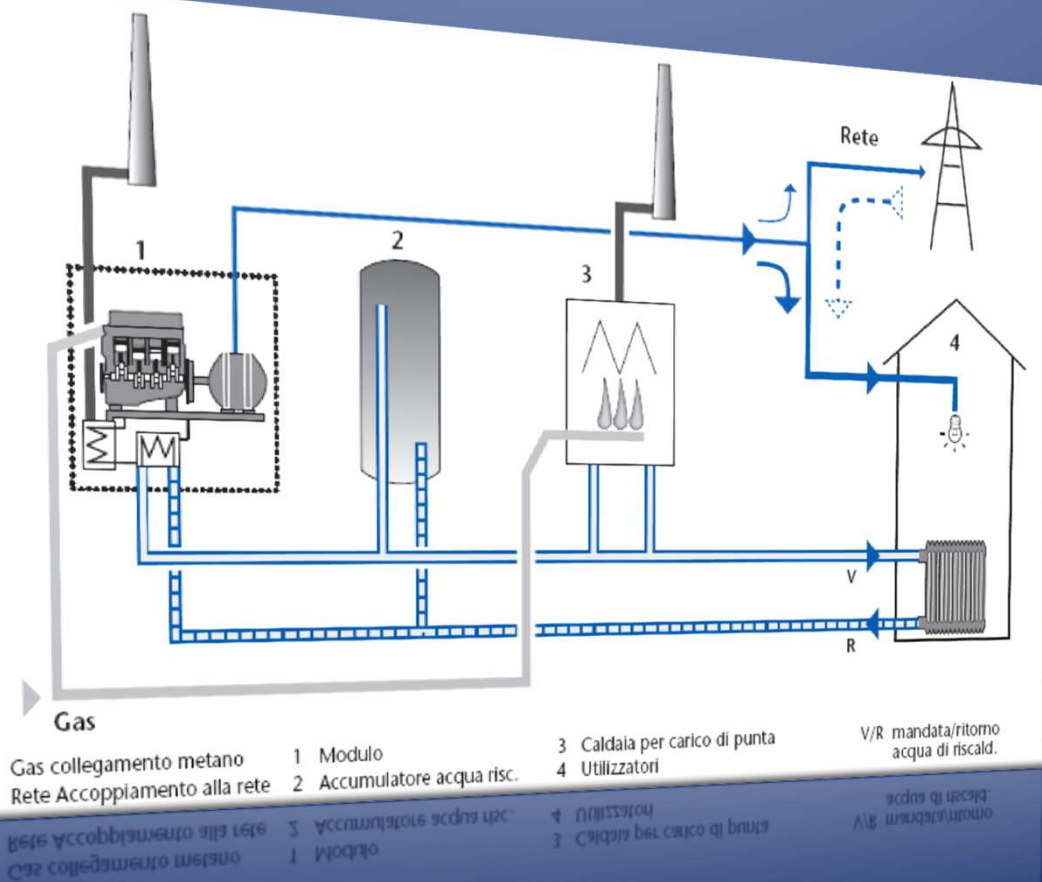 Rete
1
2
3
4
V
R
Gas
Gas collegamento metano
Rete Accoppiamento alla rete
1 Modulo
2 Accumulatore acqua risc.
3 Caldaia per carico di punta
4 Utilizzatori
V/R mandata/ritorno
acqua di riscald.